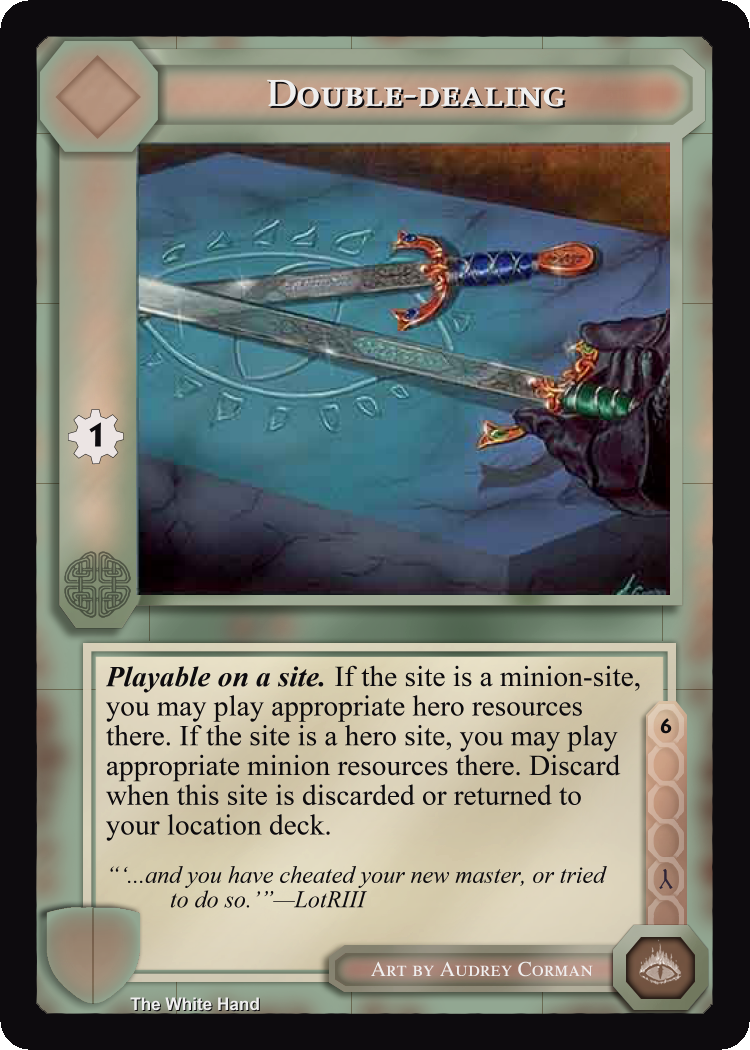 Double-dealing
1
Playable on a site. If the site is a minion-site,
you may play appropriate hero resources
there. If the site is a hero site, you may play
appropriate minion resources there. Discard
when this site is discarded or returned to
your location deck.
6
“‘...and you have cheated your new master, or tried
to do so.’”—LotRIII
Art by Audrey Corman
The White Hand